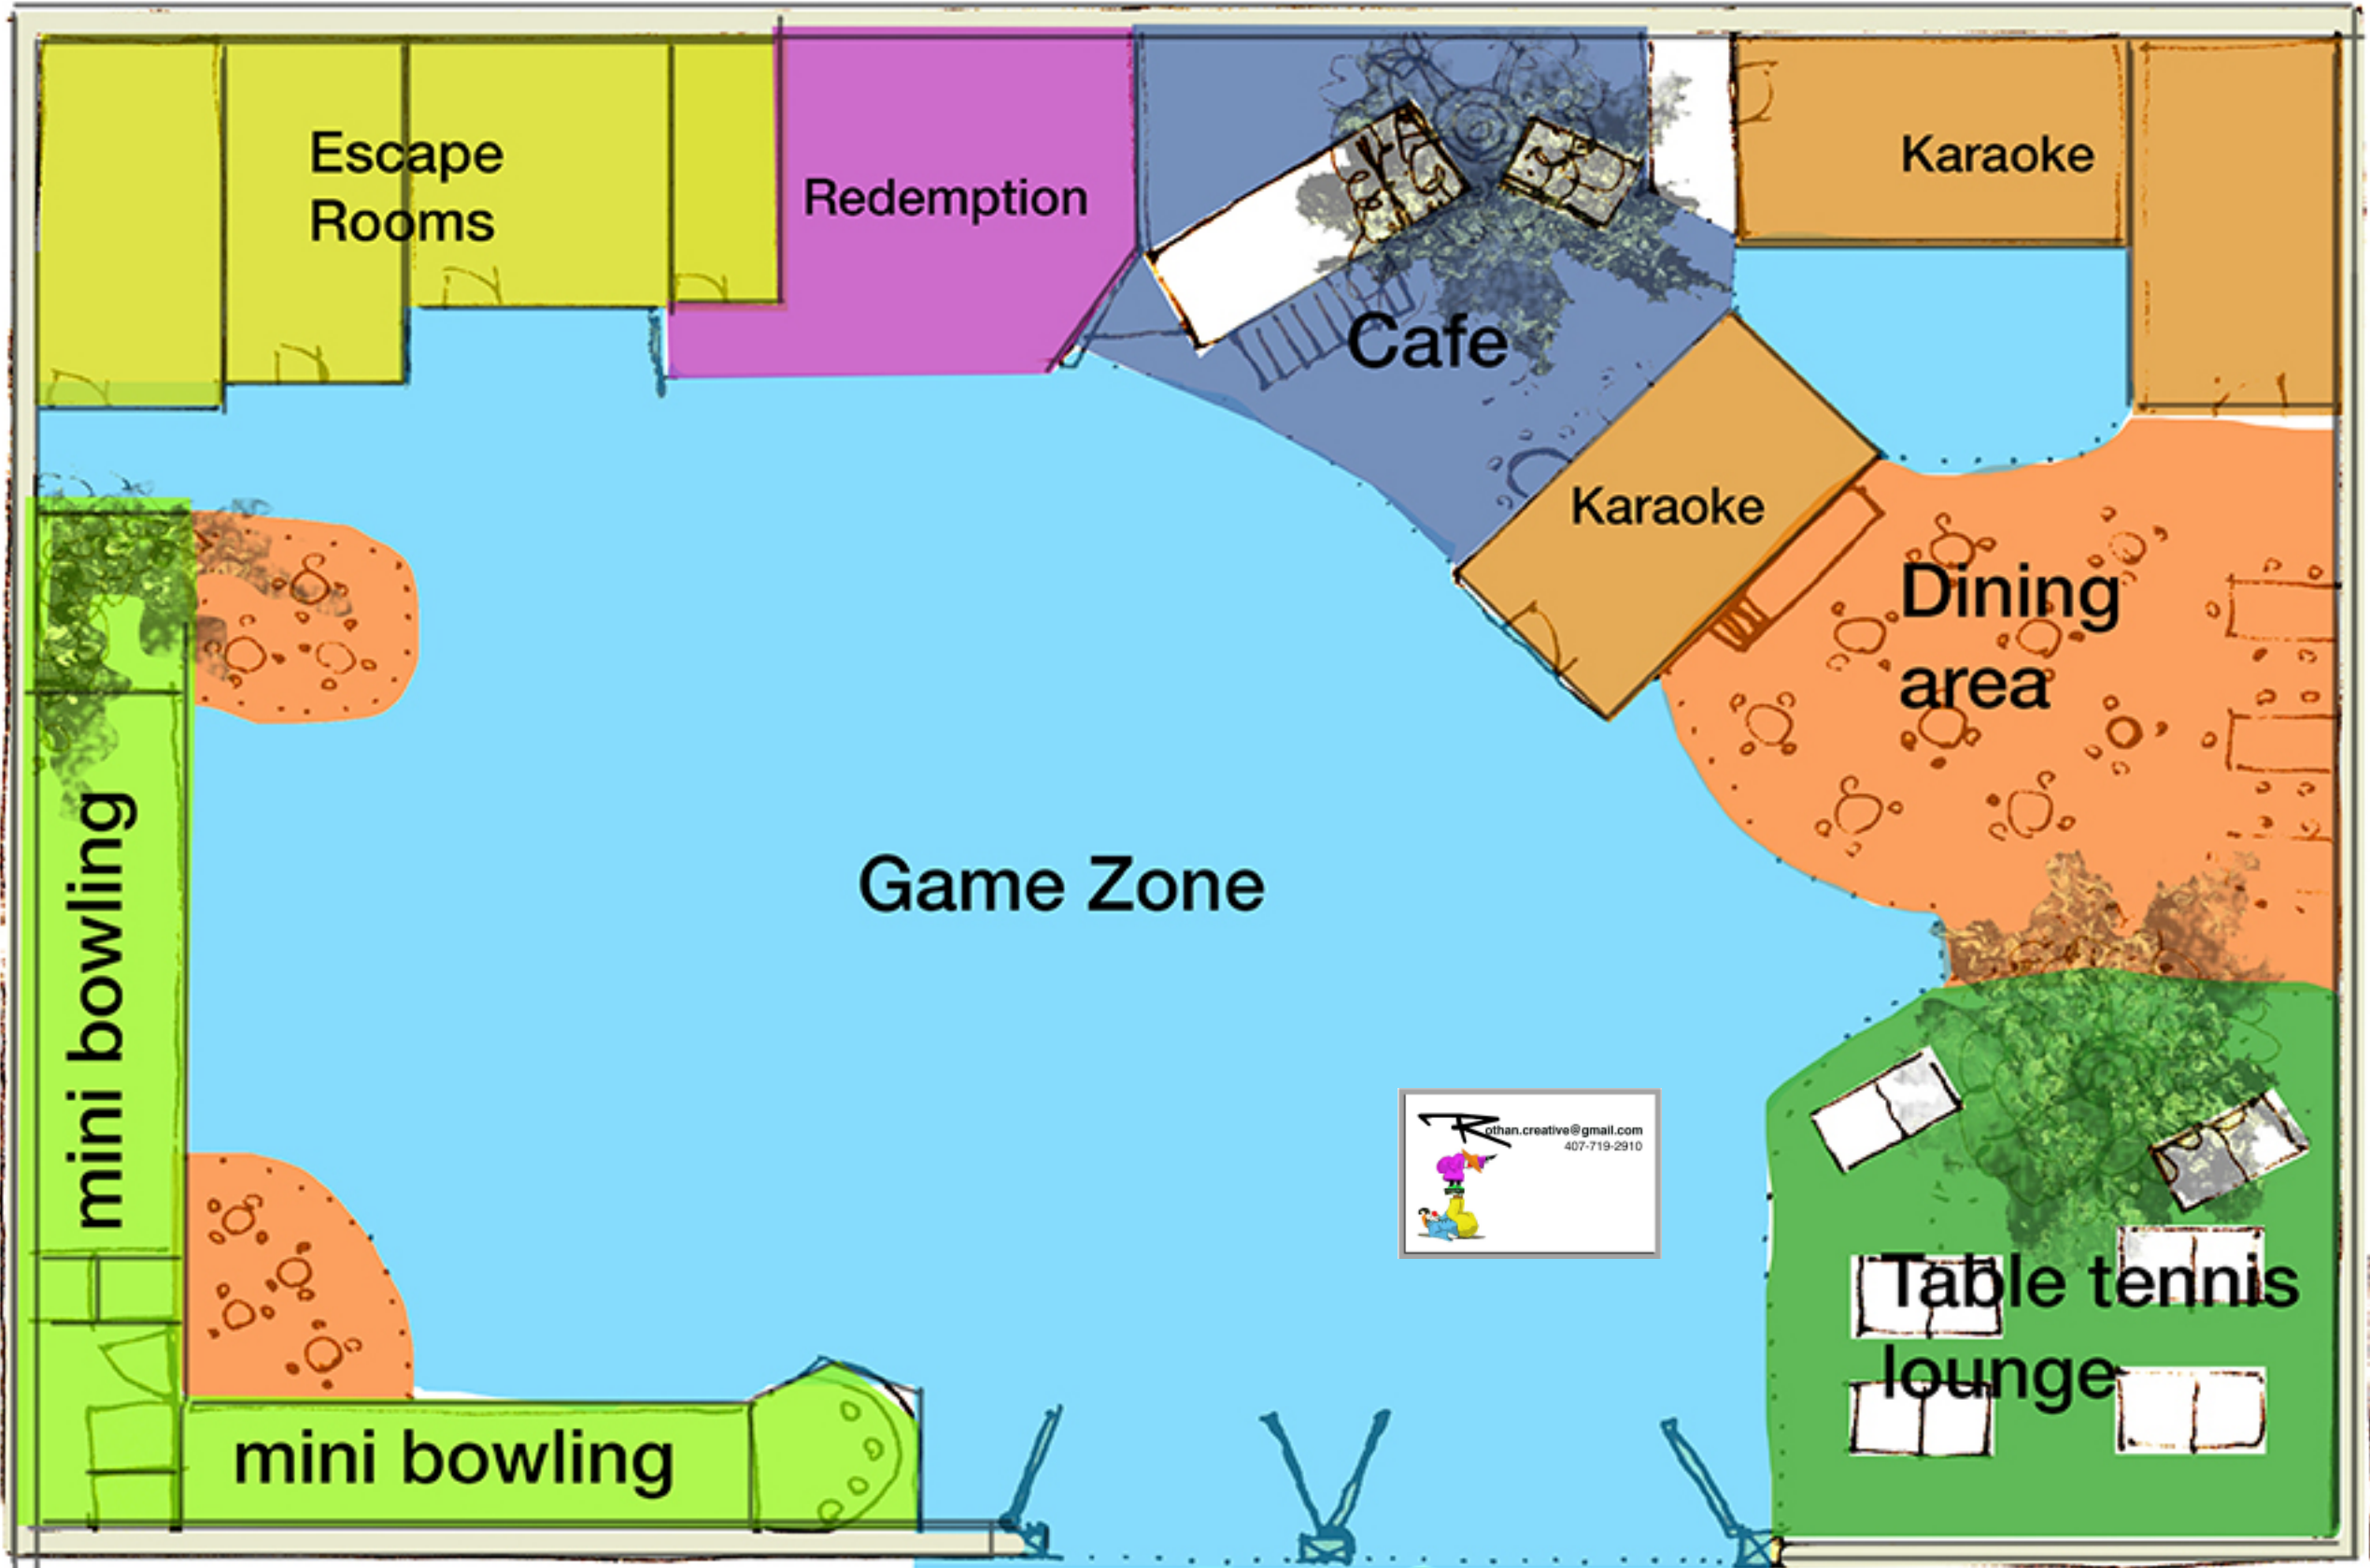 Escape
Rooms
Redemption
Cafe
Karaoke
Karaoke
Dining
area
mini bowling
Game Zone
othan.creative@gmail.com
407-719-2910
Table tennis
lounge
mini bowling